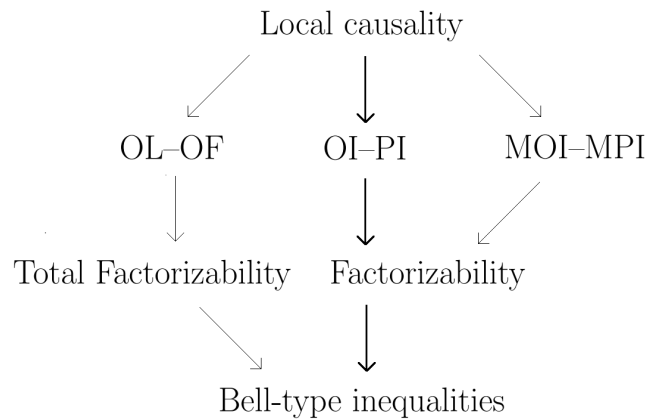 Local causality
OL–OF OI–PI MOI–MPI
Total Factorizability Factorizability
Bell-type inequalities